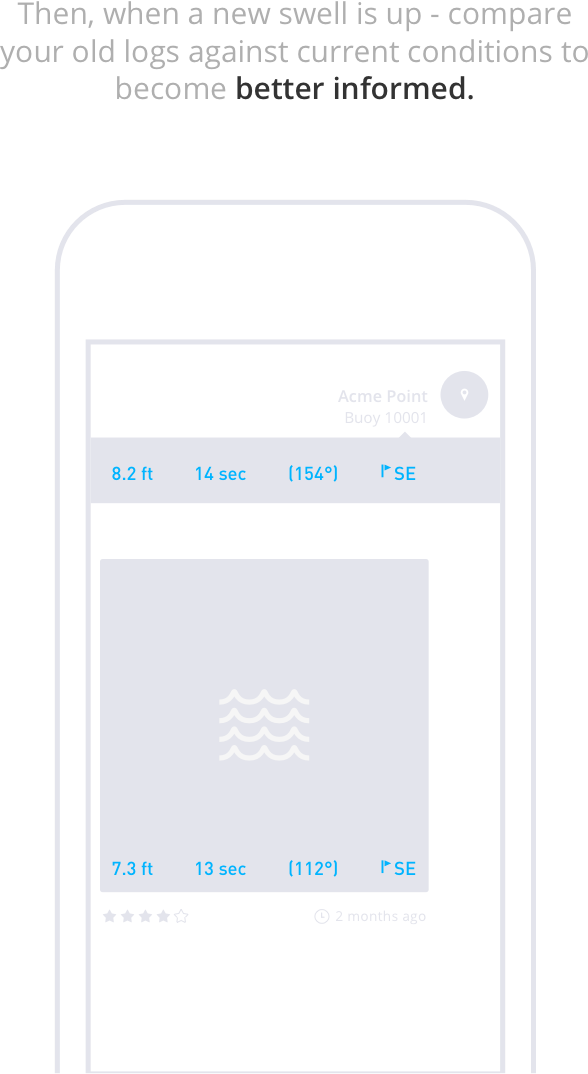 Then, when a new swell is up - compare
your old logs against current conditions to
become better informed.
Acme Point
Buoy 10001
8.2 ft 14 sec (154°) SE
7.3 ft 13 sec (112°) SE
2 months ago